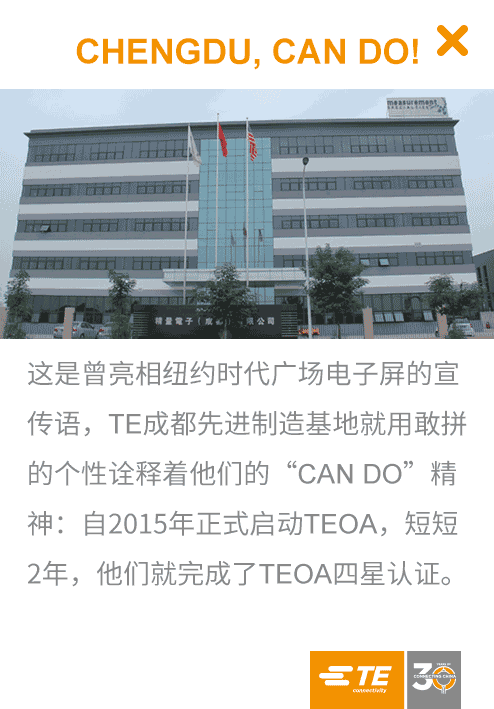 CHENGDU, CAN DO!
measurement
SPECIALTIES
精量電子(成都)有限公司
这是曾亮相纽约时代广场电子屏的宣
传语，TE成都先进制造基地就用敢拼
的个性诠释着他们的“CAN DO”精
神：自2015年正式启动TEOA，短短
2年，他们就完成了TEOA四星认证。
TE
connectivity
30
YEARS OF
CONNECTING CHINA